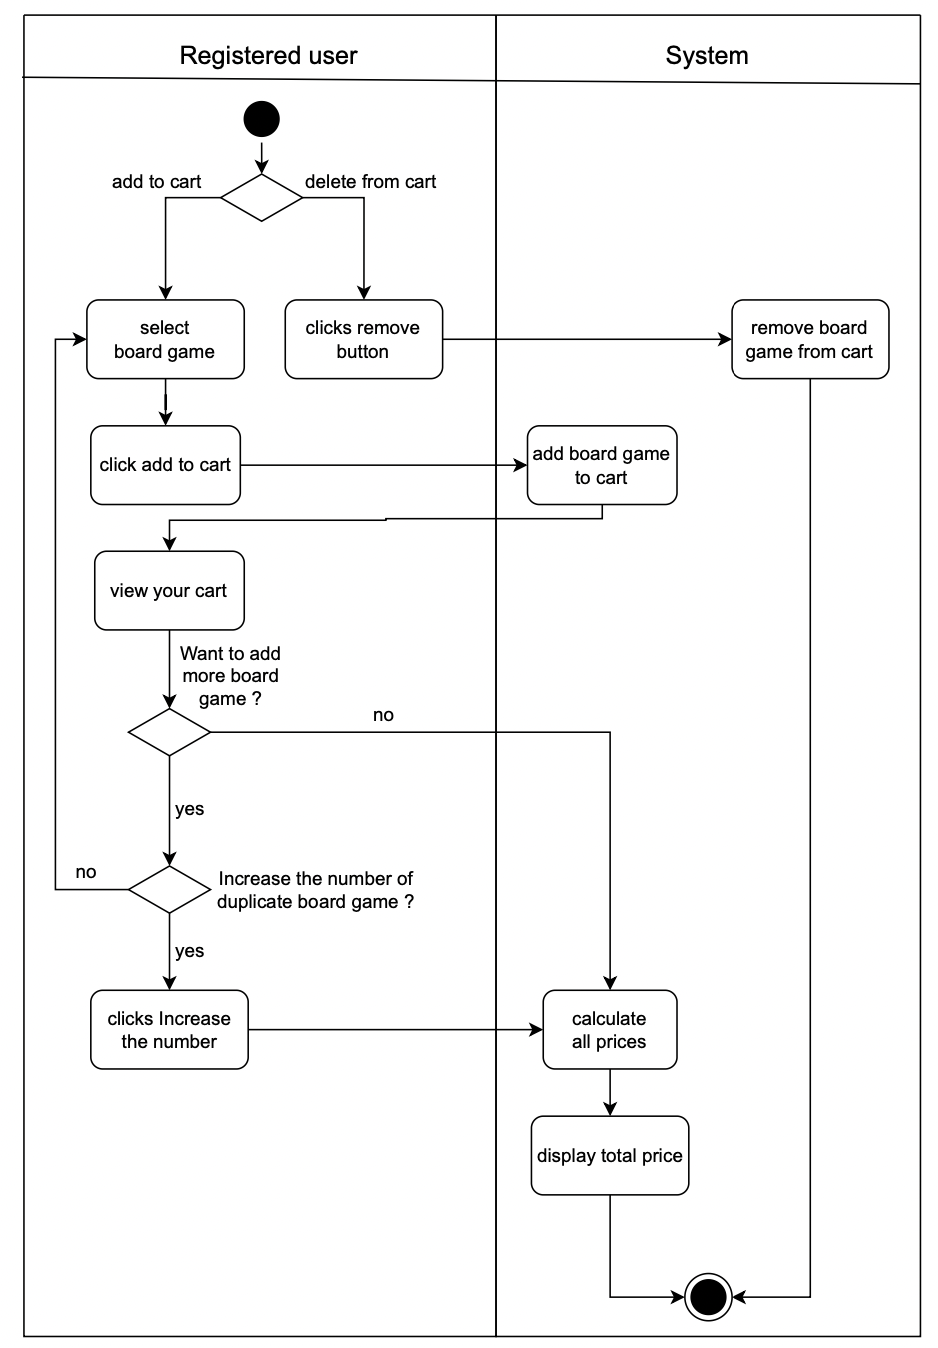 Registered user
System
add to cart
delete from cart
select
board game
clicks remove
button
remove board
game from cart
click add to cart
add board game
to cart
view your cart
Want to add
more board
game ?
no
yes
no
Increase the number of
duplicate board game ?
yes
clicks Increase
the number
calculate
all prices
display total price